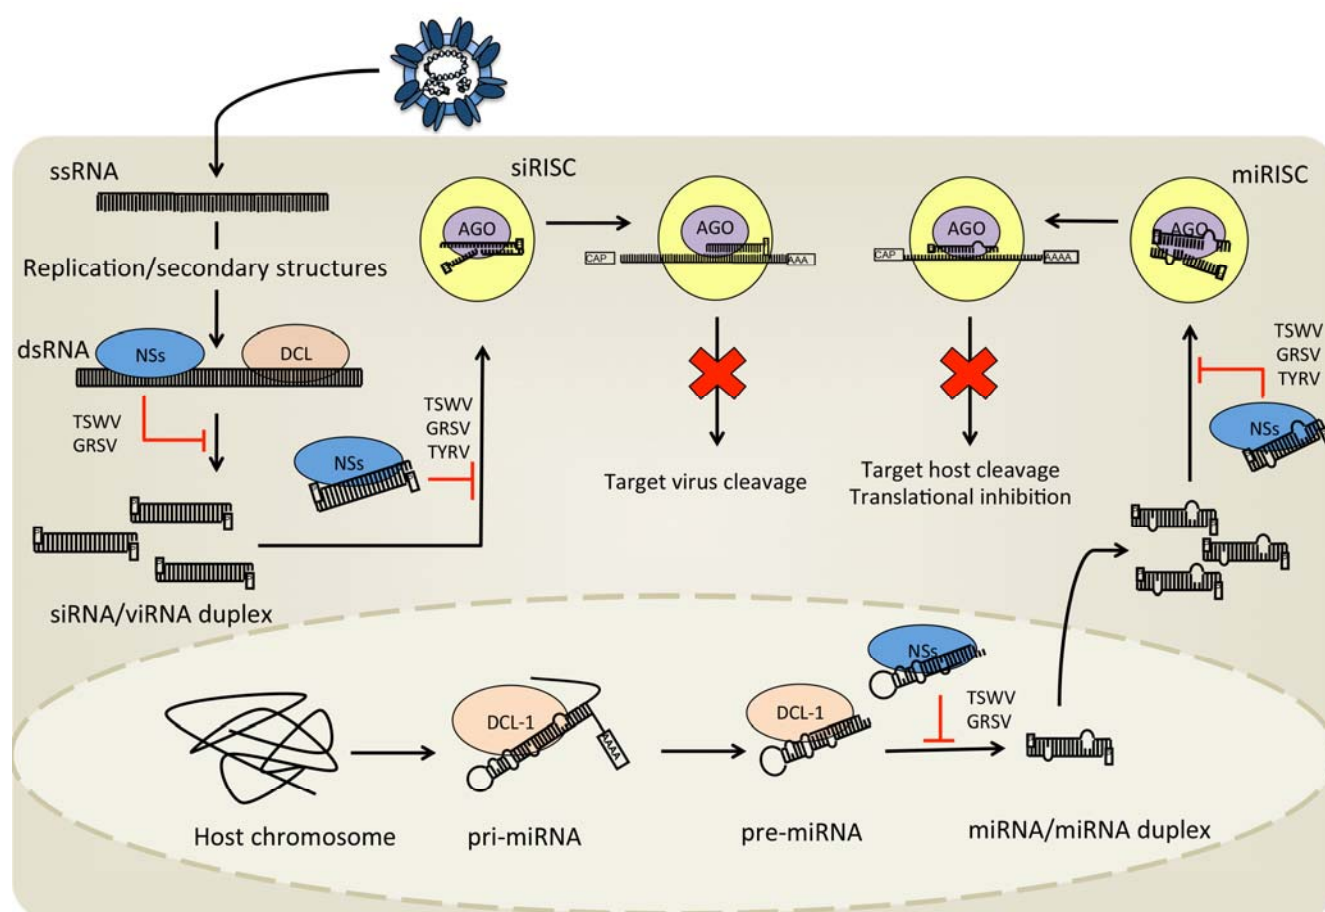 ssRNA
Replication/secondary structures
dsRNA
NSs
DCL
TSWV
GRSV
siRNA/viRNA duplex
NSs
TSWV
GRSV
TYRV
siRISC
AGO
AGO
CAP
AAA
Target virus cleavage
AGO
CAP
AAAA
Target host cleavage
Translational inhibition
miRISC
AGO
TSWV
GRSV
TYRV
NSs
Host chromosome
DCL-1
AAAA
pri-miRNA
DCL-1
pre-miRNA
NSs
TSWV
GRSV
miRNA/miRNA duplex